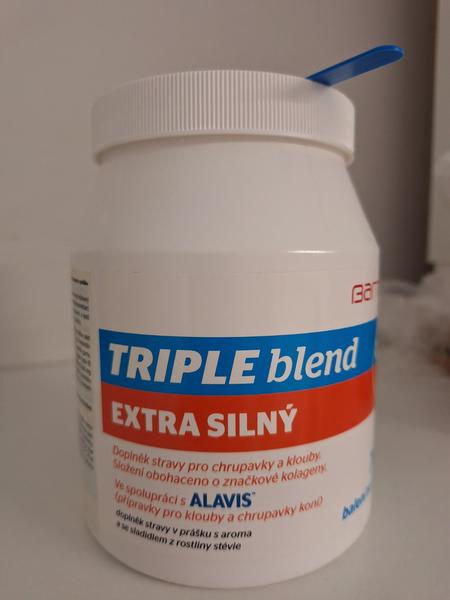 TRIPLE blend
EXTRA SILNÝ
Doplněk stravy pro chrupavky a klouby.
Složení obohaceno o značkové kolageny.
Ve spolupráci s ALAVIS™
(přípravky pro klouby a chrupavky koní)
doplněk stravy v prášku s aroma
a se sladidlem z rostliny stévie